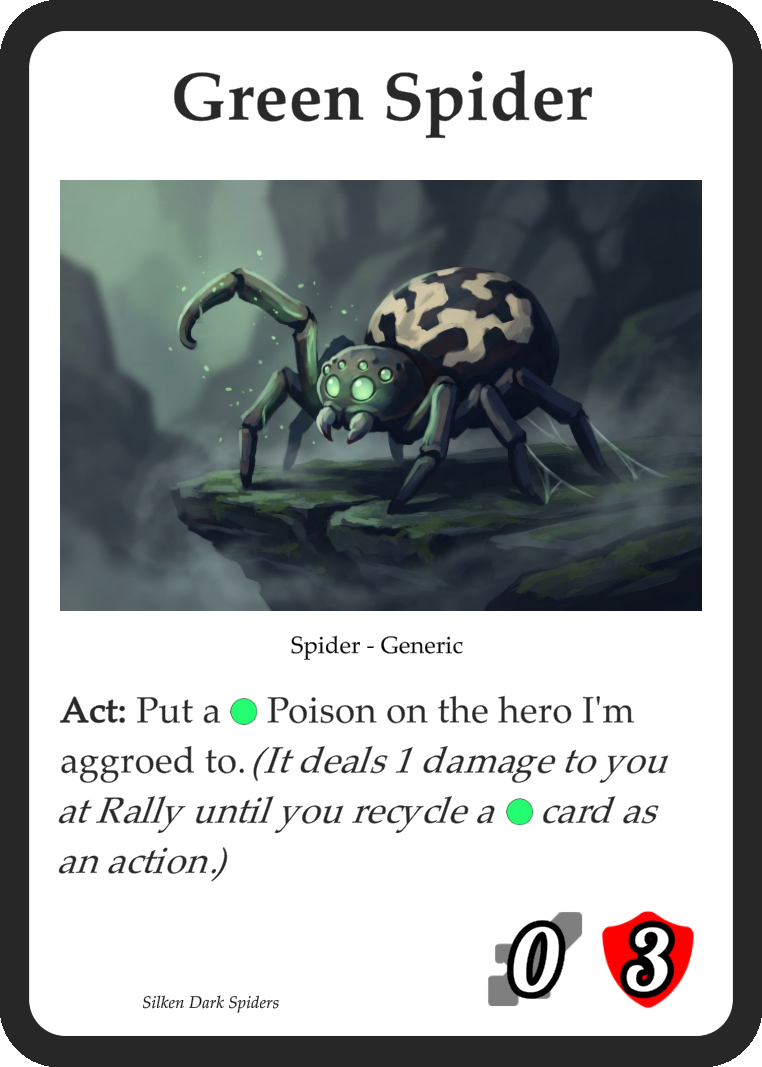 Green Spider
Spider - Generic
Act: Put a Poison on the hero I'm
aggroed to. (It deals 1 damage to you
at Rally until you recycle a card as
an action.)
0 3
Silken Dark Spiders